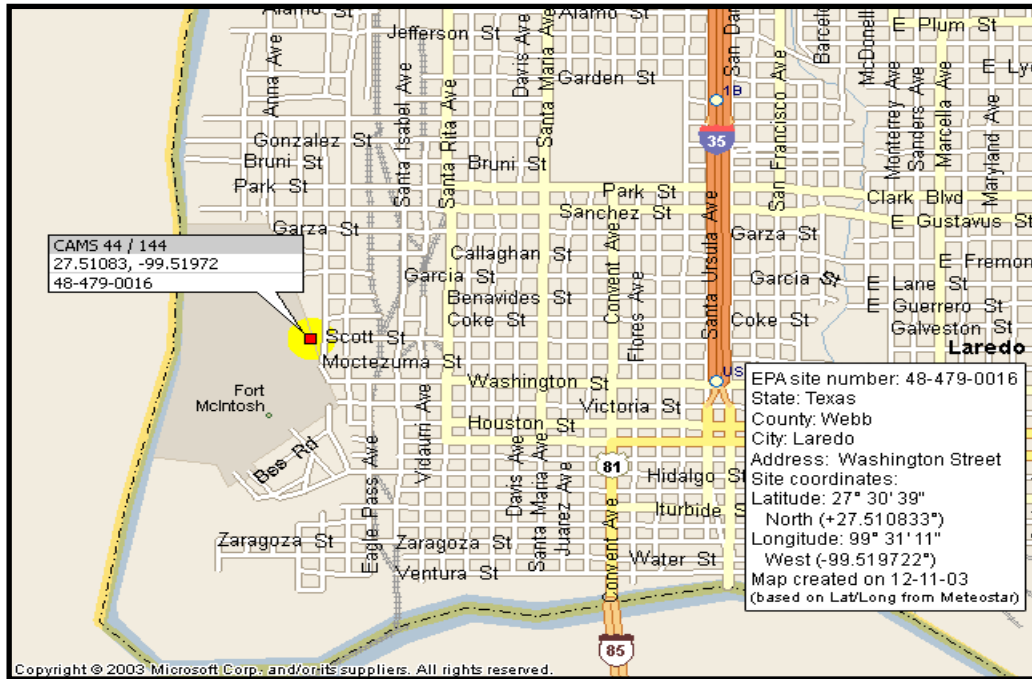 Alamo St
Alamo St
Jefferson St
E Plum St
E Ly
Garden St
Anna Ave
Santa Isabel Ave
Santa Rita Ave
Davis Ave
Santa Maria Ave
San Dar
San Francisco Ave
Barcel
McDonell
Monterrey Ave
Sanders Ave
Marcella Ave
Maryland Ave
1B
35
Gonzalez St
Bruni St
Bruni St
Park St
Park St
Clark Blvd
Sanchez St
E Gustavus St
Garza St
Garza St
CAMS 44 / 144
27.51083, -99.51972
48-479-0016
Callaghan St
E Fremon
Garcia St
Garcia St
E Lane St
Benavides St
E Guerrero St
Coke St
Coke St
Galveston St
Convent Ave
Flores Ave
Santa Ursula Ave
Scott St
Laredo
Moctezuma St
Washington St
US
Fort
McIntosh
Victoria St
Houston St
Bes Rd
Eagle Pass Ave
Vidaurri Ave
Davis Ave
Santa Maria Ave
Juarez Ave
81
Hidalgo St
Iturbide St
Zaragoza St
Zaragoza St
Water St
Ventura St
Convent Ave
85
EPA site number: 48-479-0016
State: Texas
County: Webb
City: Laredo
Address: Washington Street
Site coordinates:
Latitude: 27° 30' 39"
North (+27.510833°)
Longitude: 99° 31' 11"
West (-99.519722°)
Map created on 12-11-03
(based on Lat/Long from Meteostar)
Copyright © 2003 Microsoft Corp. and/or its suppliers. All rights reserved.